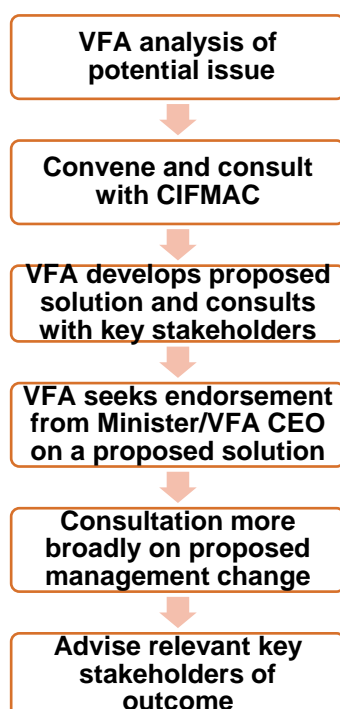 VFA analysis of
potential issue
Convene and consult
with CIFMAC
VFA develops proposed
solution and consults
with key stakeholders
VFA seeks endorsement
from Minister/VFA CEO
on a proposed solution
Consultation more
broadly on proposed
management change
Advise relevant key
stakeholders of
outcome